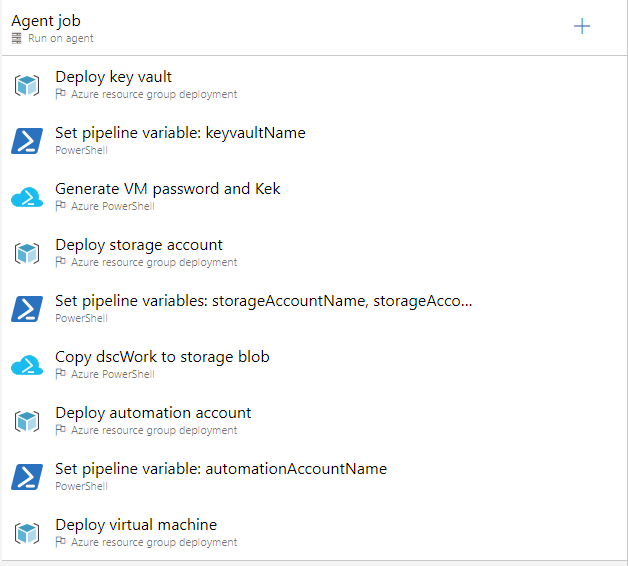 Agent job
Run on agent
Deploy key vault
Azure resource group deployment
Set pipeline variable: keyvaultName
PowerShell
Generate VM password and Kek
Azure PowerShell
Deploy storage account
Azure resource group deployment
Set pipeline variables: storageAccountName, storageAcco...
PowerShell
Copy dscWork to storage blob
Azure PowerShell
Deploy automation account
Azure resource group deployment
Set pipeline variable: automationAccountName
PowerShell
Deploy virtual machine
Azure resource group deployment